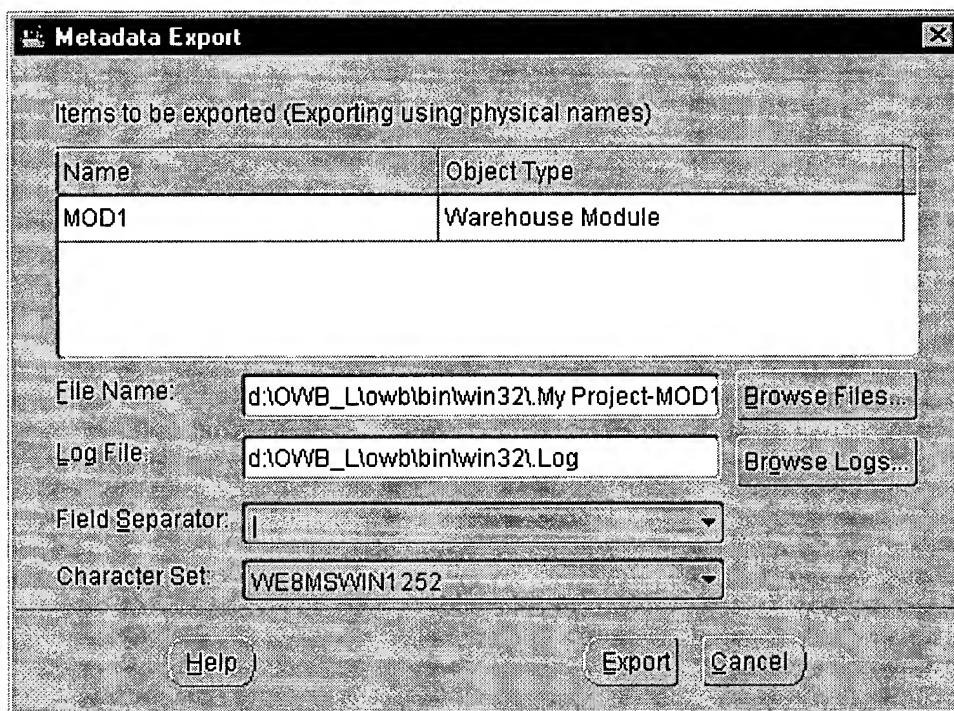 Metadata Export
Items to be exported (Exporting using physical names)
Name Object Type
MOD1 Warehouse Module
File Name: d:\OWB_L\owb\bin\win32\.My Project-MOD1 Browse Files...
Log File: d:\OWB_L\owb\bin\win32\.Log Browse Logs...
Field Separator: |
Character Set: WE8MSWIN1252
Help Export Cancel